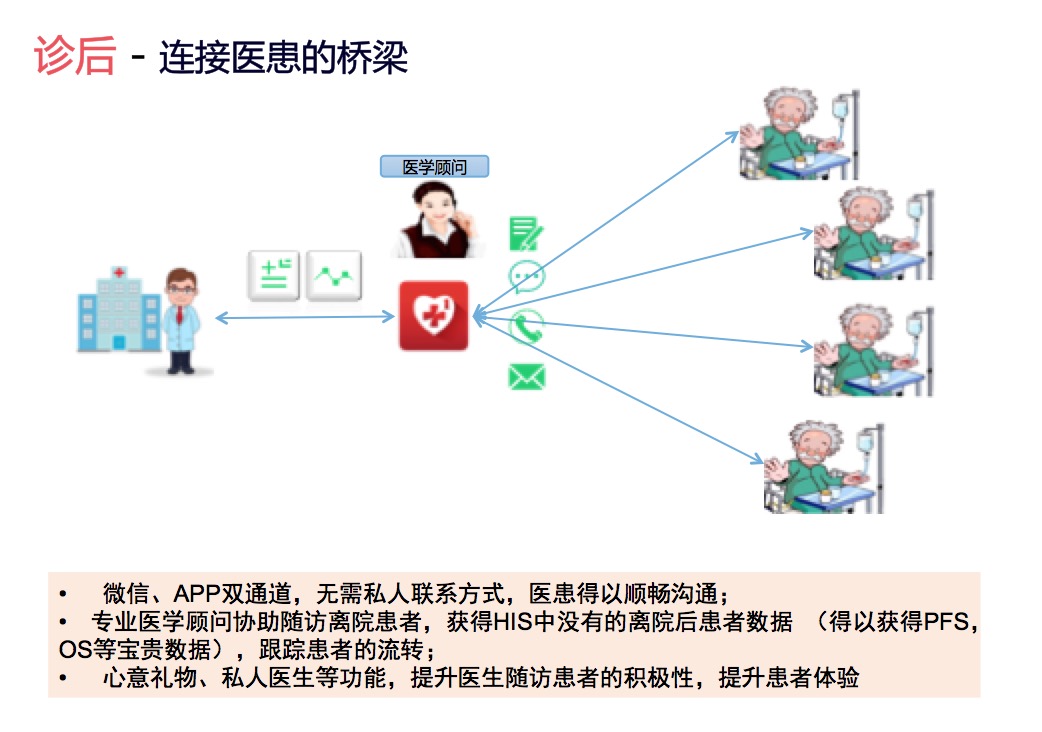 诊后 - 连接医患的桥梁
医学顾问
• 微信、APP双通道，无需私人联系方式，医患得以顺畅沟通；
• 专业医学顾问协助随访离院患者，获得HIS中没有的离院后患者数据 （得以获得PFS，
OS等宝贵数据），跟踪患者的流转；
• 心意礼物、私人医生等功能，提升医生随访患者的积极性，提升患者体验